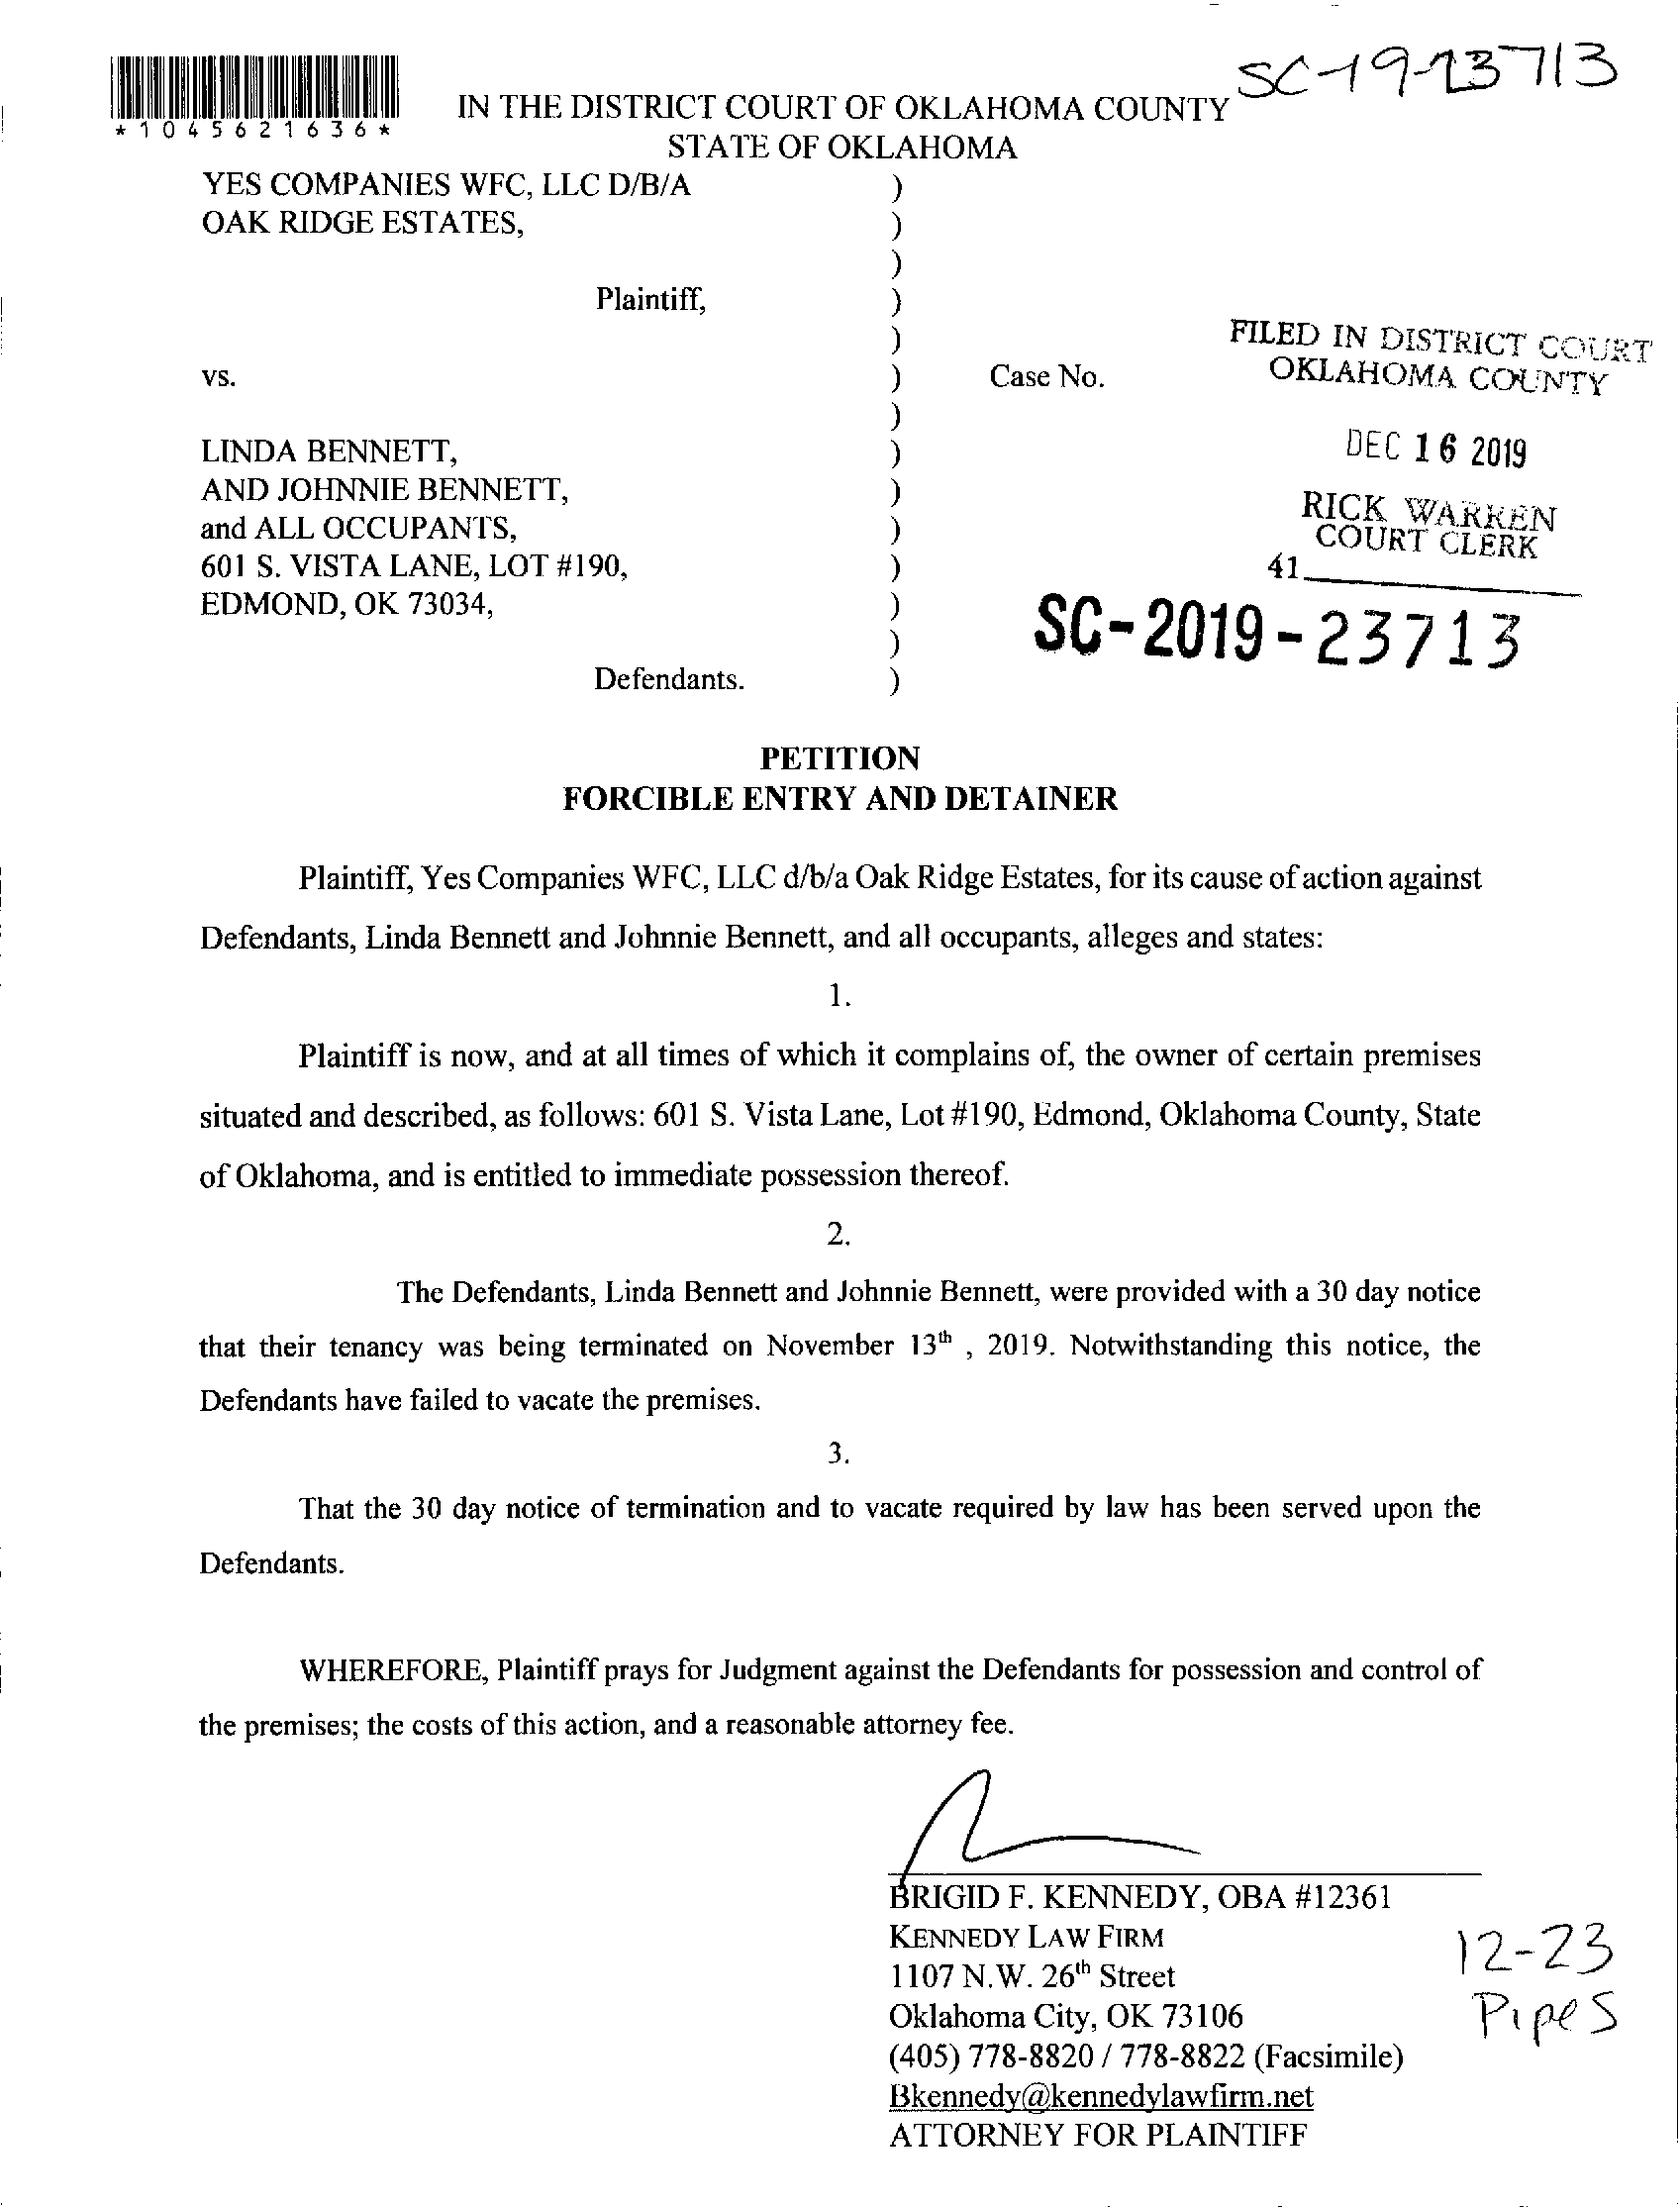 SC-19-23713
*1045621636*
IN THE DISTRICT COURT OF OKLAHOMA COUNTY
STATE OF OKLAHOMA
YES COMPANIES WFC, LLC D/B/A )
OAK RIDGE ESTATES, )
)
Plaintiff, )
)
FILED IN DISTRICT COURT
OKLAHOMA COUNTY
vs. ) Case No.
)
DEC 16 2019
LINDA BENNETT, )
AND JOHNNIE BENNETT, )
RICK WARREN
COURT CLERK
and ALL OCCUPANTS, )
601 S. VISTA LANE, LOT #190, )
41
EDMOND, OK 73034, )
SC-2019-23713
)
Defendants. )
PETITION
FORCIBLE ENTRY AND DETAINER
Plaintiff, Yes Companies WFC, LLC d/b/a Oak Ridge Estates, for its cause of action against
Defendants, Linda Bennett and Johnnie Bennett, and all occupants, alleges and states:
1.
Plaintiff is now, and at all times of which it complains of, the owner of certain premises
situated and described, as follows: 601 S. Vista Lane, Lot #190, Edmond, Oklahoma County, State
of Oklahoma, and is entitled to immediate possession thereof.
2.
The Defendants, Linda Bennett and Johnnie Bennett, were provided with a 30 day notice
that their tenancy was being terminated on November 13th , 2019. Notwithstanding this notice, the
Defendants have failed to vacate the premises.
3.
That the 30 day notice of termination and to vacate required by law has been served upon the
Defendants.
WHEREFORE, Plaintiff prays for Judgment against the Defendants for possession and control of
the premises; the costs of this action, and a reasonable attorney fee.
BRIGID F. KENNEDY, OBA #12361
KENNEDY LAW FIRM
1107 N.W. 26th Street
Oklahoma City, OK 73106
(405) 778-8820 / 778-8822 (Facsimile)
Bkennedy@kennedylawfirm.net
ATTORNEY FOR PLAINTIFF
12-23
Pipes